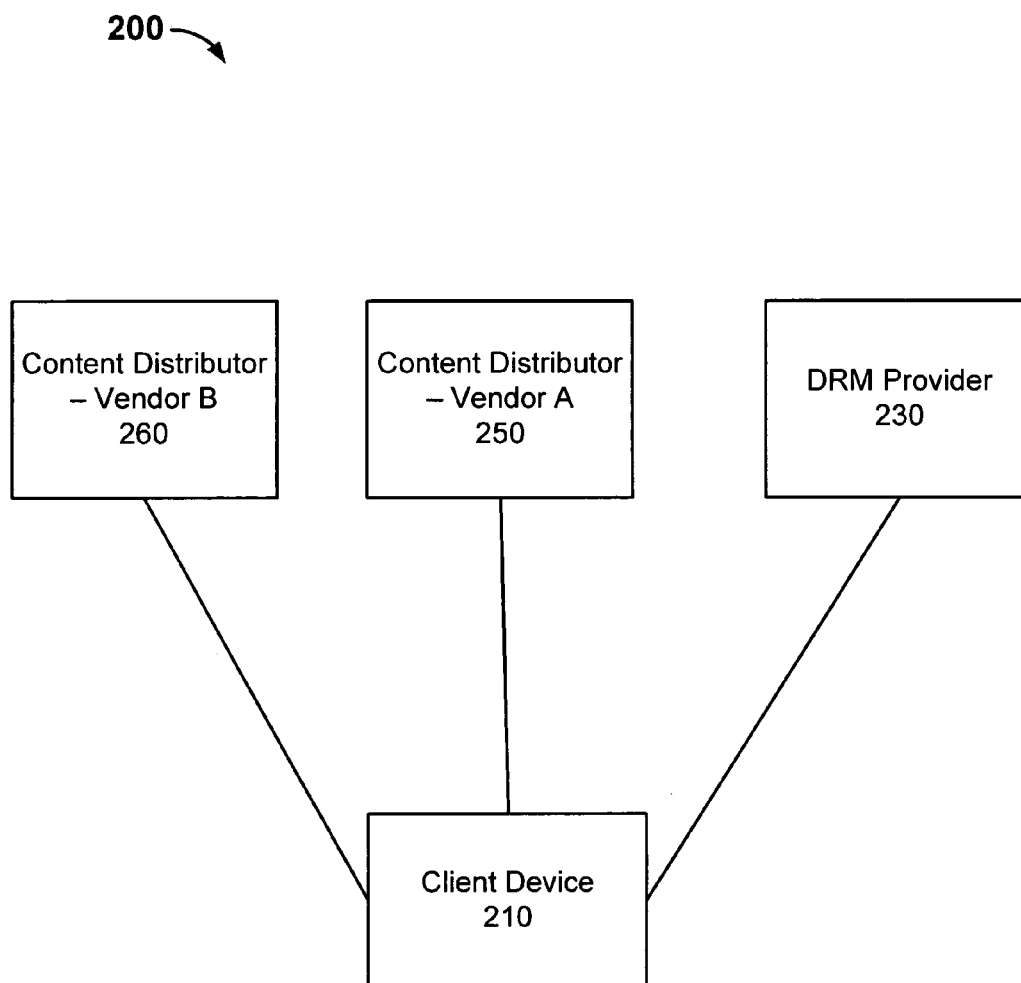 200
Content Distributor
– Vendor B
260
Content Distributor
– Vendor A
250
DRM Provider
230
Client Device
210